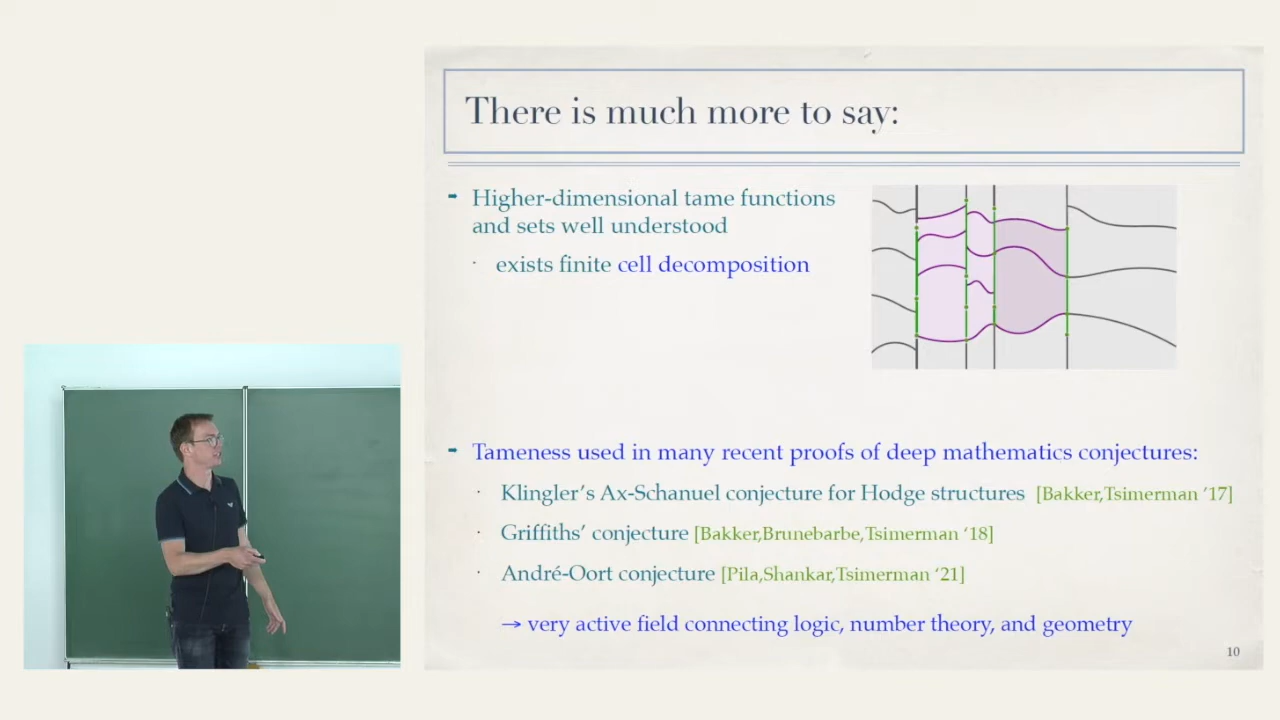 There is much more to say:
➨ Higher-dimensional tame functions
and sets well understood
· exists finite cell decomposition
➨ Tameness used in many recent proofs of deep mathematics conjectures:
· Klingler's Ax-Schanuel conjecture for Hodge structures [Bakker,Tsimerman '17]
· Griffiths' conjecture [Bakker,Brunebarbe,Tsimerman '18]
· André-Oort conjecture [Pila,Shankar,Tsimerman '21]
→ very active field connecting logic, number theory, and geometry
10